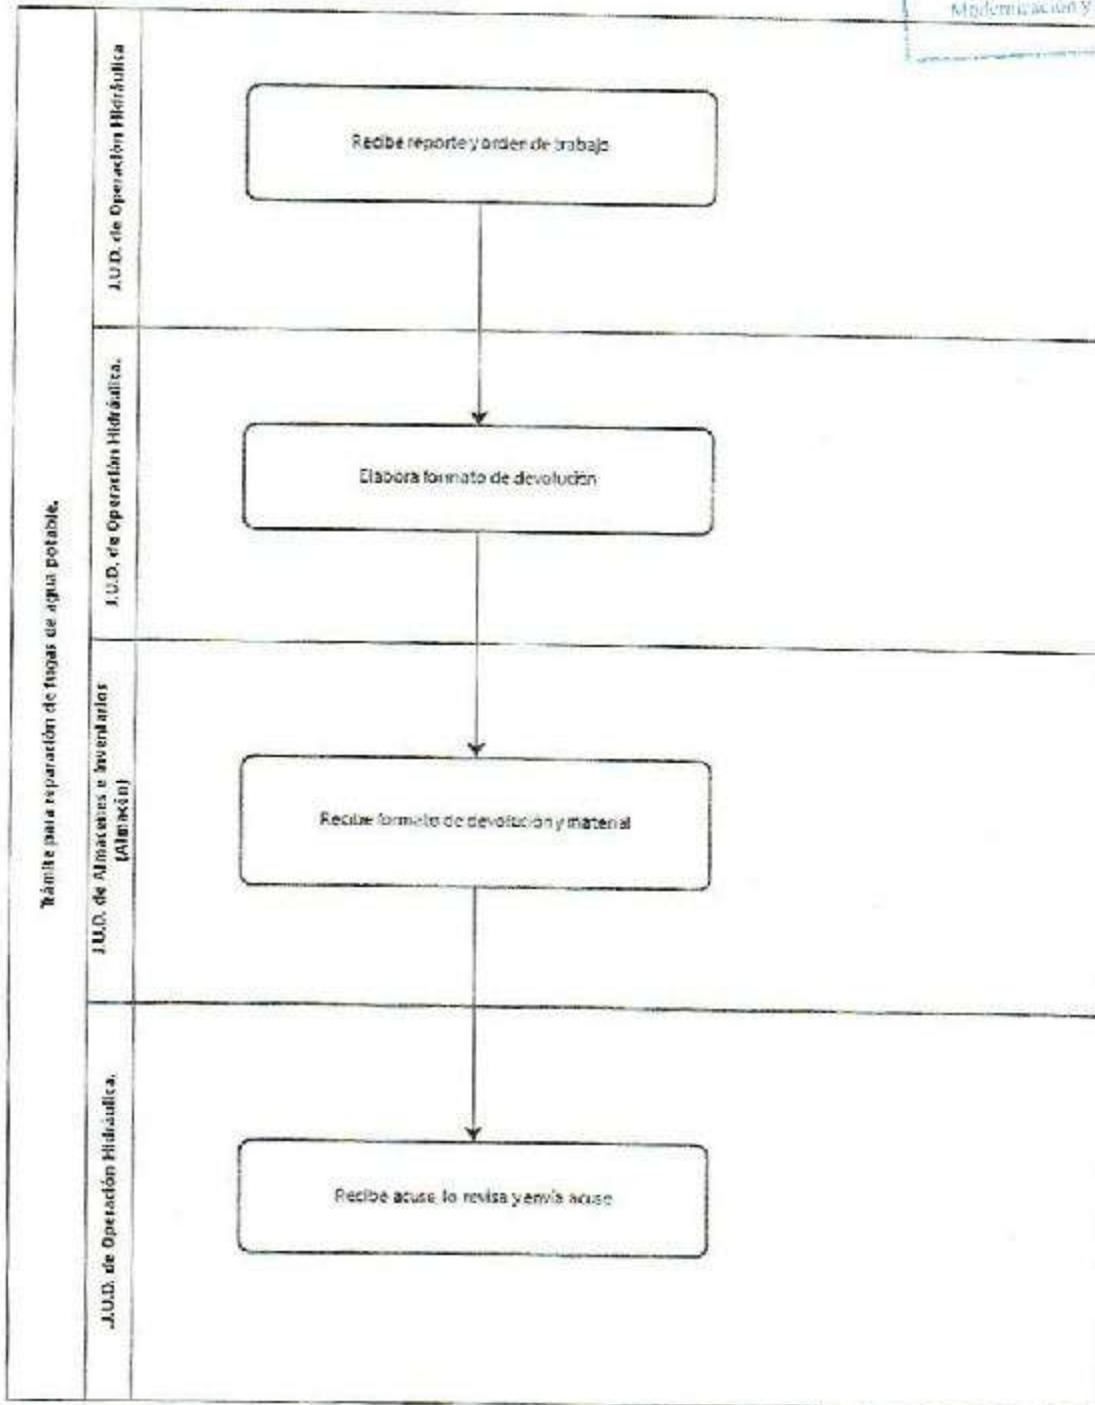 Modernización y
Trámite para reparación de fugas de agua potable.
J.U.D. de Operación Hidráulica
Recibe reporte y orden de trabajo
J.U.D. de Operación Hidráulica.
Elabora formato de devolución
J.U.D. de Almacenes e Inventarios
(Almacén)
Recibe formato de devolución y material
J.U.D. de Operación Hidráulica.
Recibe acuse, lo revisa y envía acuse